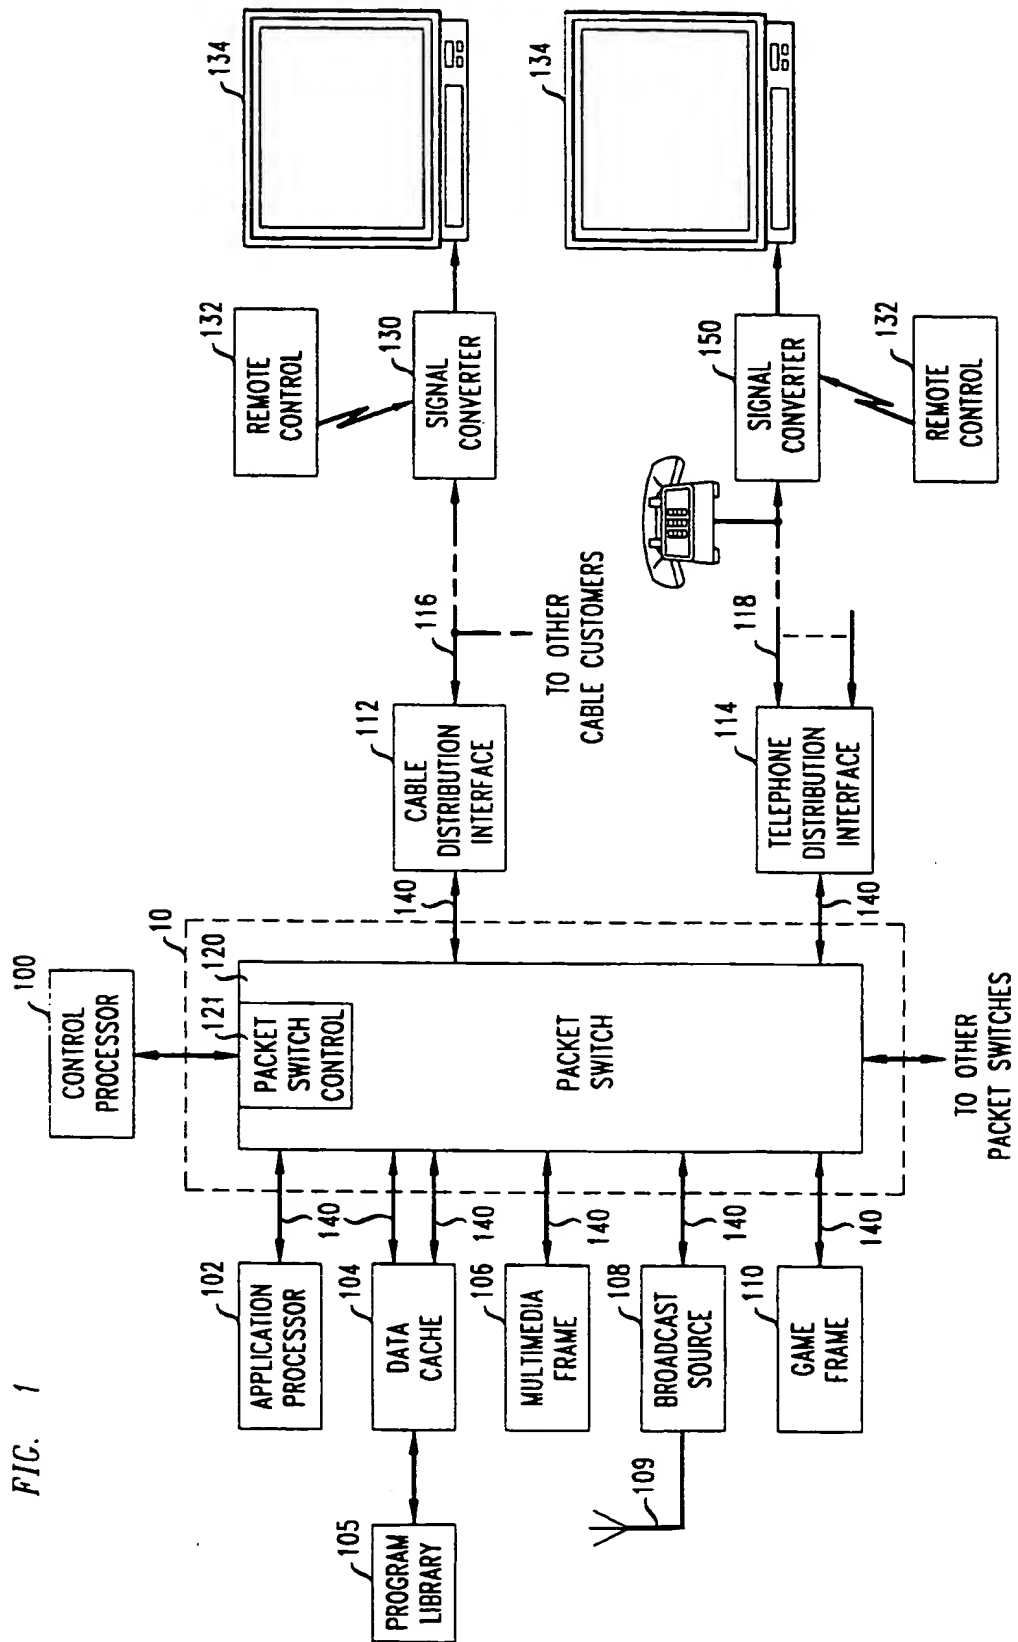 FIG. 1
100
CONTROL
PROCESSOR
10
120
121
PACKET
SWITCH
CONTROL
PACKET
SWITCH
TO OTHER
PACKET SWITCHES
102
APPLICATION
PROCESSOR
140
104
DATA
CACHE
140
140
105
PROGRAM
LIBRARY
106
MULTIMEDIA
FRAME
140
108
BROADCAST
SOURCE
140
109
110
GAME
FRAME
140
140
112
CABLE
DISTRIBUTION
INTERFACE
116
TO OTHER
CABLE CUSTOMERS
132
REMOTE
CONTROL
130
SIGNAL
CONVERTER
134
140
114
TELEPHONE
DISTRIBUTION
INTERFACE
118
150
SIGNAL
CONVERTER
132
REMOTE
CONTROL
134